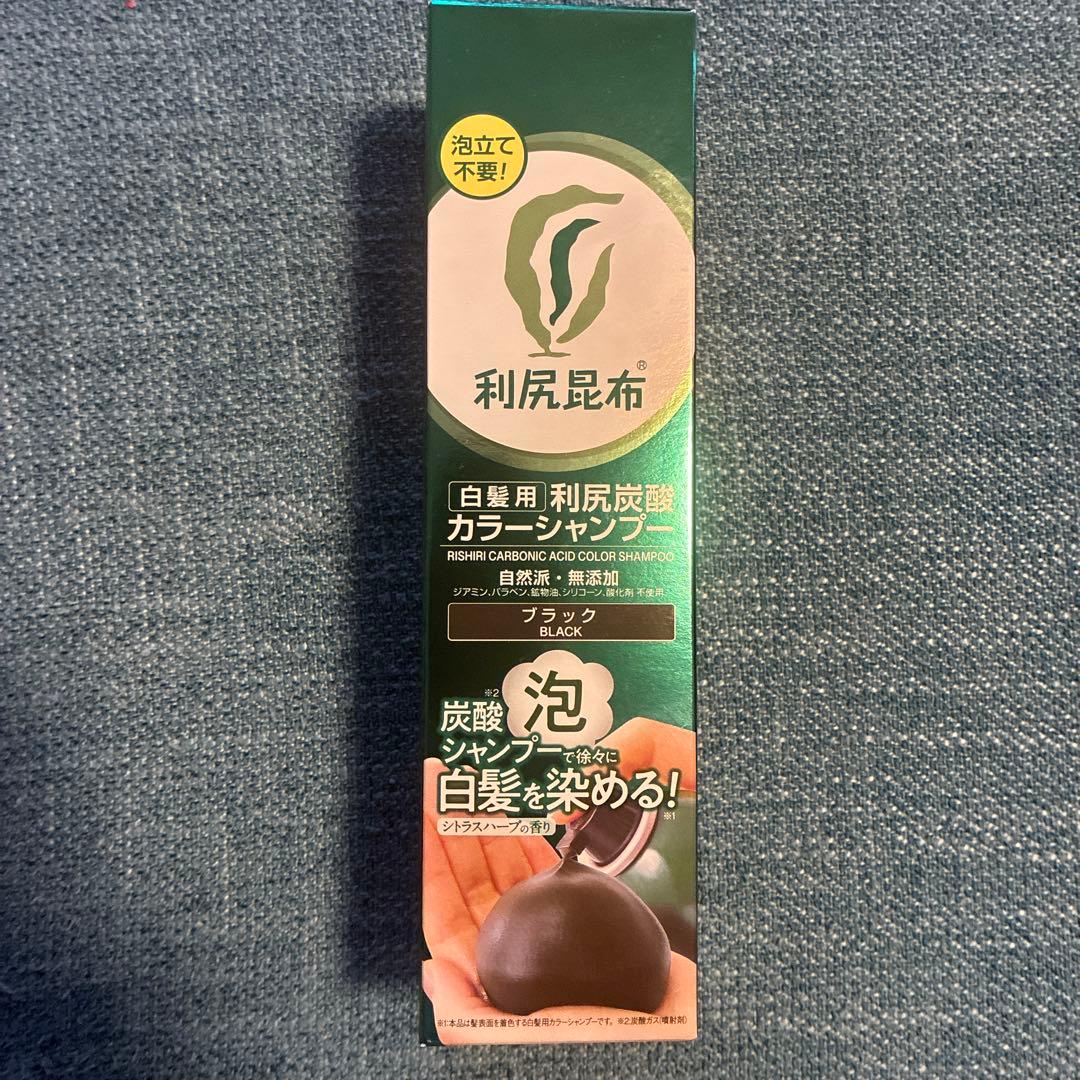 泡立て
不要!
利尻昆布®
白髪用 利尻炭酸
カラーシャンプー
RISHIRI CARBONIC ACID COLOR SHAMPOO
自然派・無添加
ジアミン、パラベン、鉱物油、シリコーン、酸化剤 不使用
ブラック
BLACK
炭酸※2 泡
シャンプーで徐々に
白髪を染める!※1
シトラスハーブの香り
※1:本品は髪表面を着色する白髪用カラーシャンプーです。 ※2:炭酸ガス(噴射剤)